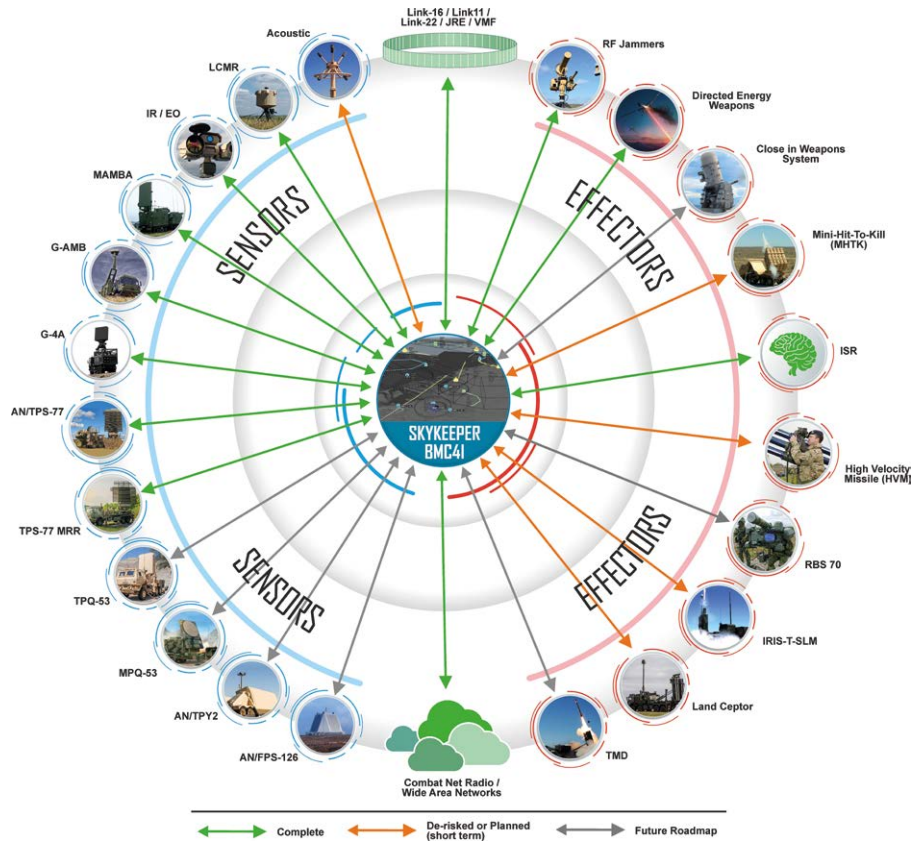 Link-16 / Link11 /
Link-22 / JRE / VMF
Acoustic
LCMR
IR / EO
MAMBA
G-AMB
G-4A
AN/TPS-77
TPS-77 MRR
TPQ-53
MPQ-53
AN/TPY2
AN/FPS-126
SENSORS
SENSORS
SKYKEEPER
BMC4I
EFFECTORS
EFFECTORS
RF Jammers
Directed Energy
Weapons
Close in Weapons
System
Mini-Hit-To-Kill
(MHTK)
ISR
High Velocity
Missile (HVM)
RBS 70
IRIS-T-SLM
Land Ceptor
TMD
Combat Net Radio /
Wide Area Networks
Complete
De-risked or Planned
(short term)
Future Roadmap